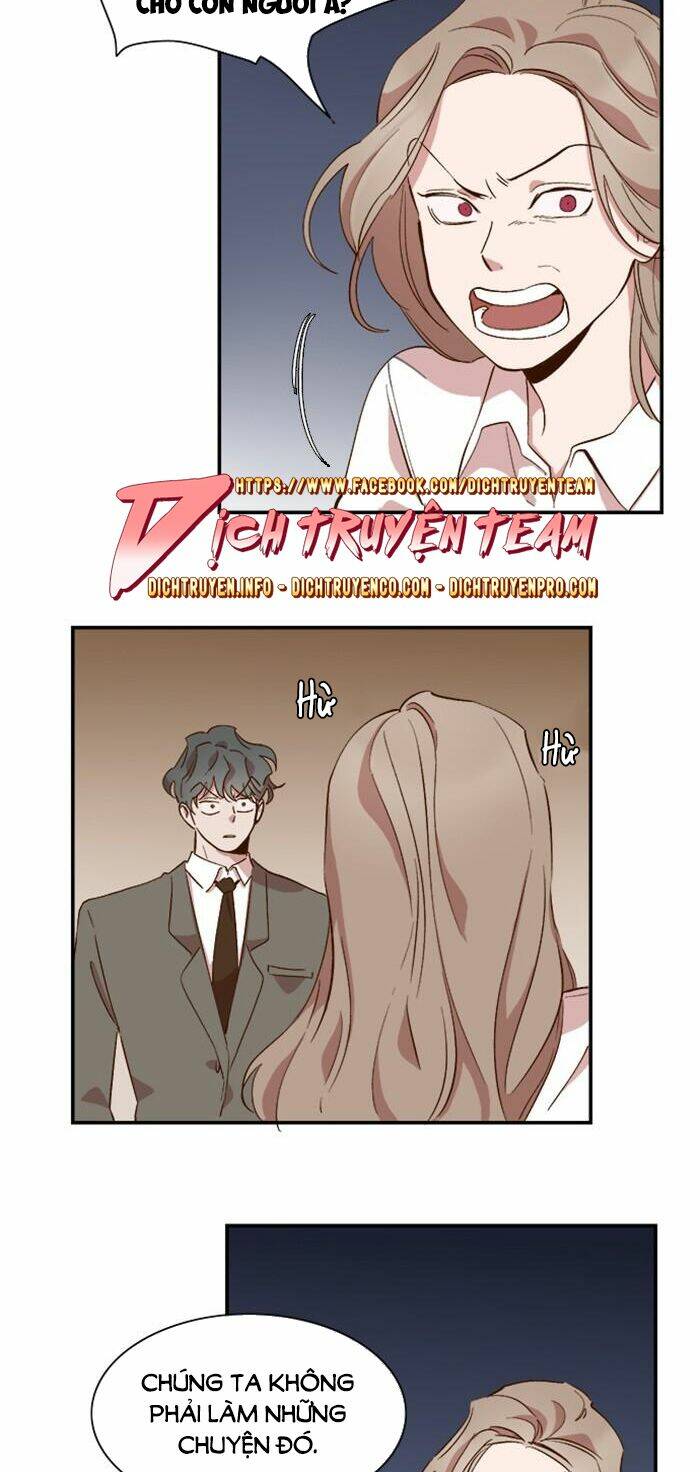 CHO CON NGƯỜI À?
HTTPS://WWW.FACEBOOK.COM/DICHTRUYENTEAM
DỊCH TRUYỆN TEAM
DICHTRUYEN.INFO - DICHTRUYENCO.COM - DICHTRUYENPRO.COM
HỪ
HỪ
CHÚNG TA KHÔNG
PHẢI LÀM NHỮNG
CHUYỆN ĐÓ.